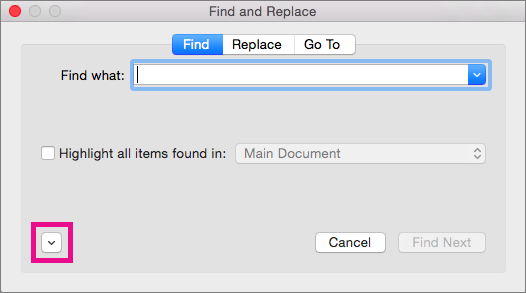 Find and Replace
Find Replace Go To
Find what:
Highlight all items found in: Main Document
Cancel Find Next